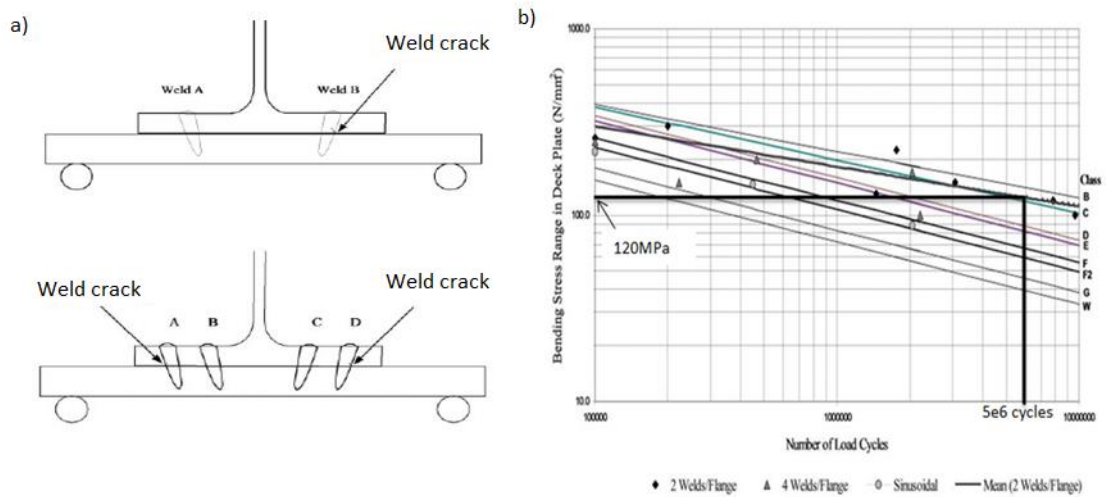 a)
Weld crack
Weld A
Weld B
Weld crack
Weld crack
A
B
C
D
b)
Bending Stress Range in Deck Plate (N/mm²)
1000.0
100.0
10.0
120MPa
Class
B
C
D
E
F
F2
G
W
5e6 cycles
100000
1000000
10000000
Number of Load Cycles
2 Welds/Flange
4 Welds/Flange
Sinusoidal
Mean (2 Welds/Flange)